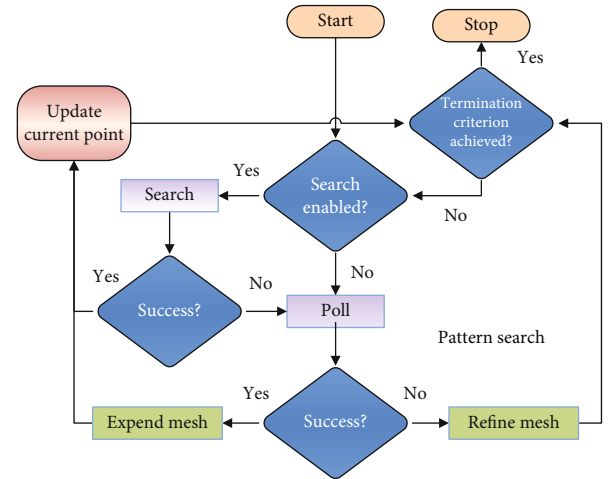 Start
Stop
Yes
Update
current point
Termination
criterion
achieved?
Yes
Search
enabled?
Search
No
Yes
No
No
Success?
Poll
Pattern search
Yes
No
Expend mesh
Success?
Refine mesh